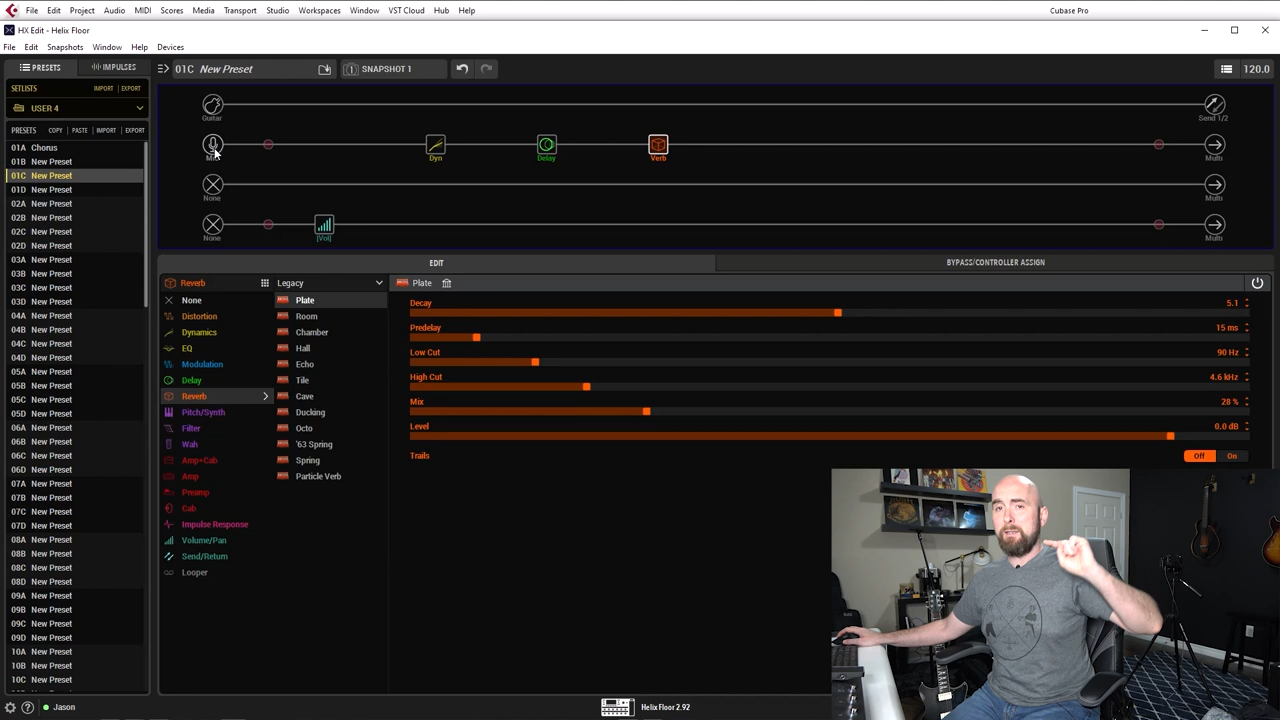 File Edit Project Audio MIDI Scores Media Transport Studio Workspaces Window VST Cloud Hub Help Cubase Pro
HX Edit - Helix Floor
File Edit Snapshots Window Help Devices
PRESETS IMPULSES 01C New Preset SNAPSHOT 1 120.0
SETLISTS IMPORT EXPORT
USER 4
PRESETS COPY PASTE IMPORT EXPORT
01A Chorus
01B New Preset
01C New Preset
01D New Preset
02A New Preset
02B New Preset
02C New Preset
02D New Preset
03A New Preset
03B New Preset
03C New Preset
03D New Preset
04A New Preset
04B New Preset
04C New Preset
04D New Preset
05A New Preset
05B New Preset
05C New Preset
05D New Preset
06A New Preset
06B New Preset
06C New Preset
06D New Preset
07A New Preset
07B New Preset
07C New Preset
07D New Preset
08A New Preset
08B New Preset
08C New Preset
08D New Preset
09A New Preset
09B New Preset
09C New Preset
09D New Preset
10A New Preset
10B New Preset
10C New Preset
Guitar Send 1/2
Dyn Delay Verb Multi
None Multi
None [Vol] Multi
EDIT BYPASS/CONTROLLER ASSIGN
Reverb Legacy Plate
None
Distortion
Dynamics
EQ
Modulation
Delay
Reverb
Pitch/Synth
Filter
Wah
Amp+Cab
Amp
Preamp
Cab
Impulse Response
Volume/Pan
Send/Return
Looper
Plate
Room
Chamber
Hall
Echo
Tile
Cave
Ducking
Octo
'63 Spring
Spring
Particle Verb
Decay 5.1
Predelay 15 ms
Low Cut 90 Hz
High Cut 4.6 kHz
Mix 28 %
Level 0.0 dB
Trails Off On
Jason Helix Floor 2.92